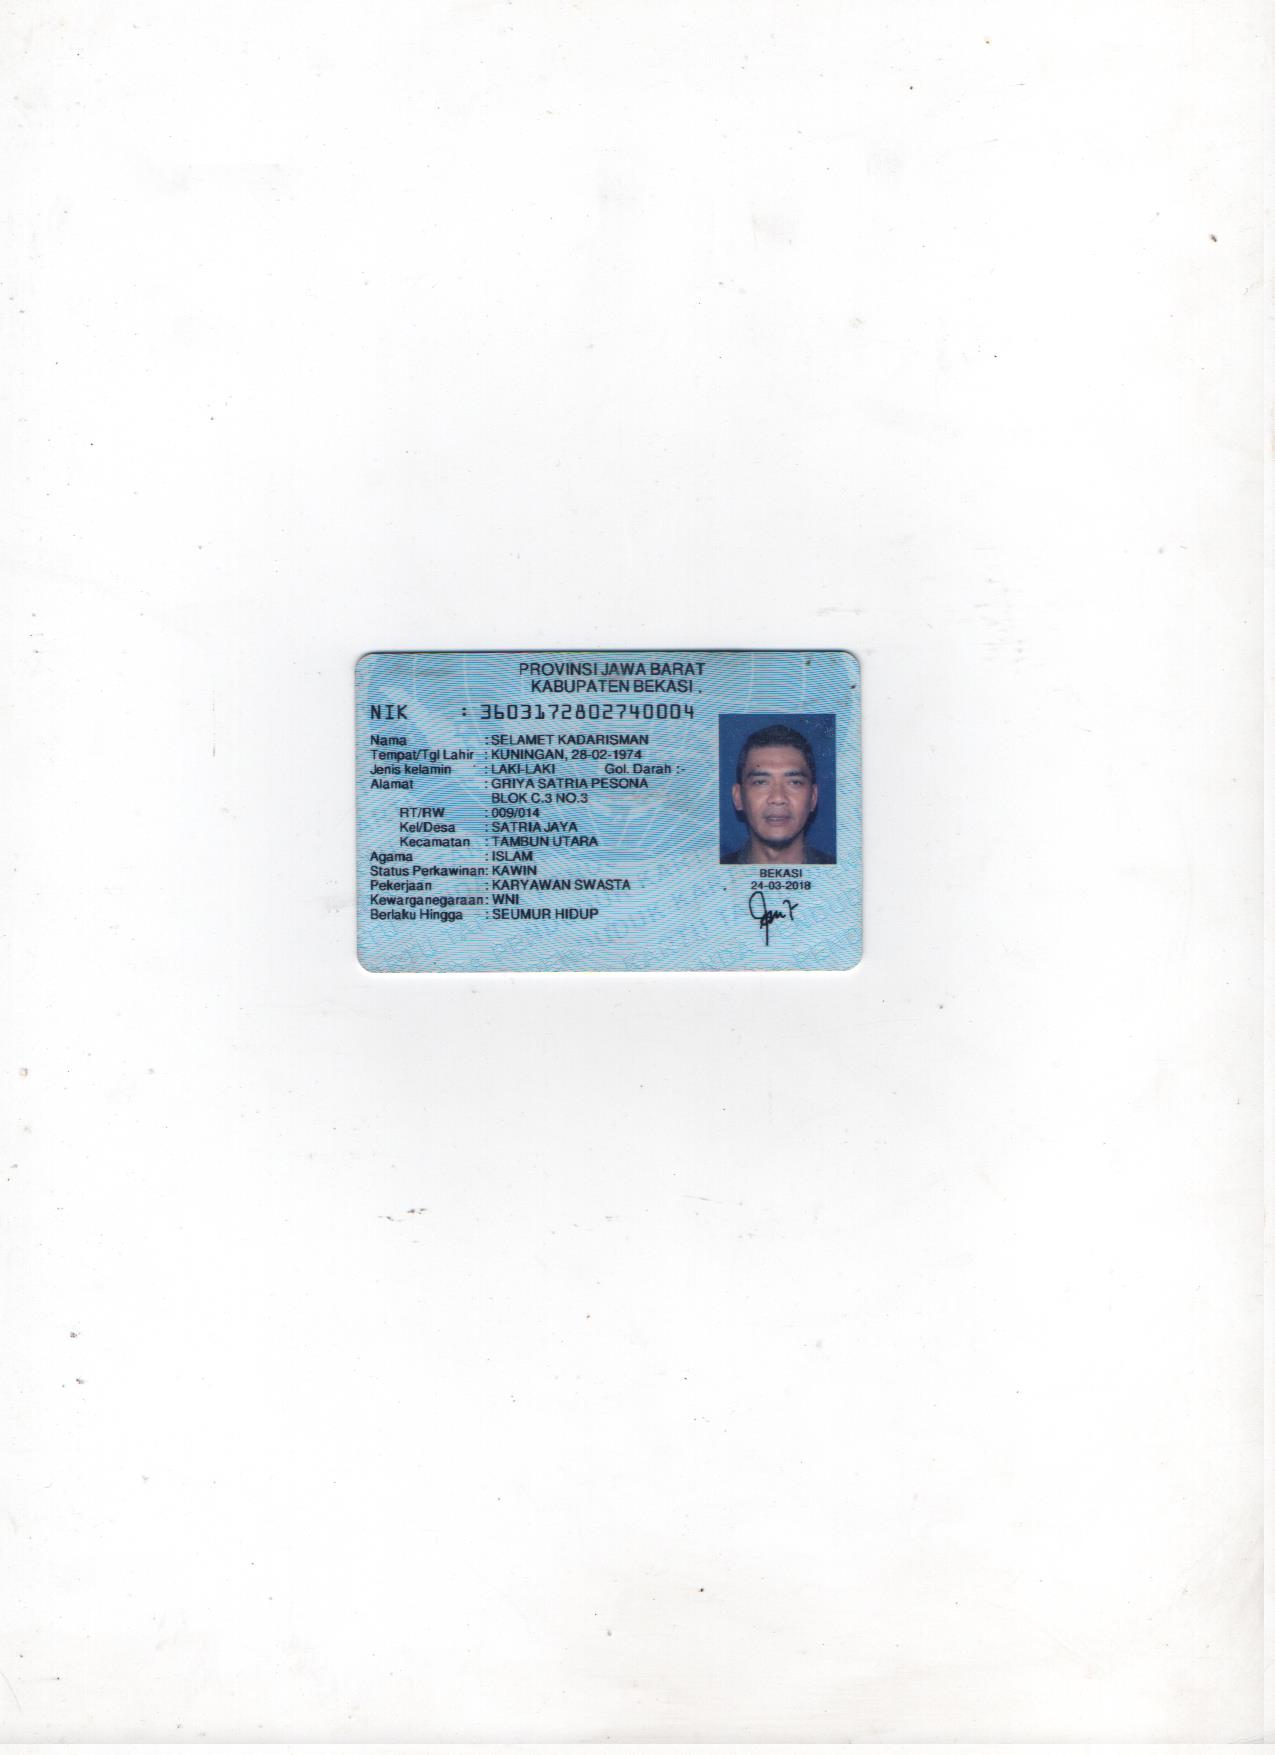 PROVINSI JAWA BARAT
KABUPATEN BEKASI
NIK : 3603172802740004
Nama : SELAMET KADARISMAN
Tempat/Tgl Lahir : KUNINGAN, 28-02-1974
Jenis kelamin : LAKI-LAKI Gol. Darah :-
Alamat : GRIYA SATRIA PESONA
BLOK C.3 NO.3
RT/RW : 009/014
Kel/Desa : SATRIA JAYA
Kecamatan : TAMBUN UTARA
Agama : ISLAM
Status Perkawinan: KAWIN
Pekerjaan : KARYAWAN SWASTA
Kewarganegaraan: WNI
Berlaku Hingga : SEUMUR HIDUP
BEKASI
24-03-2018